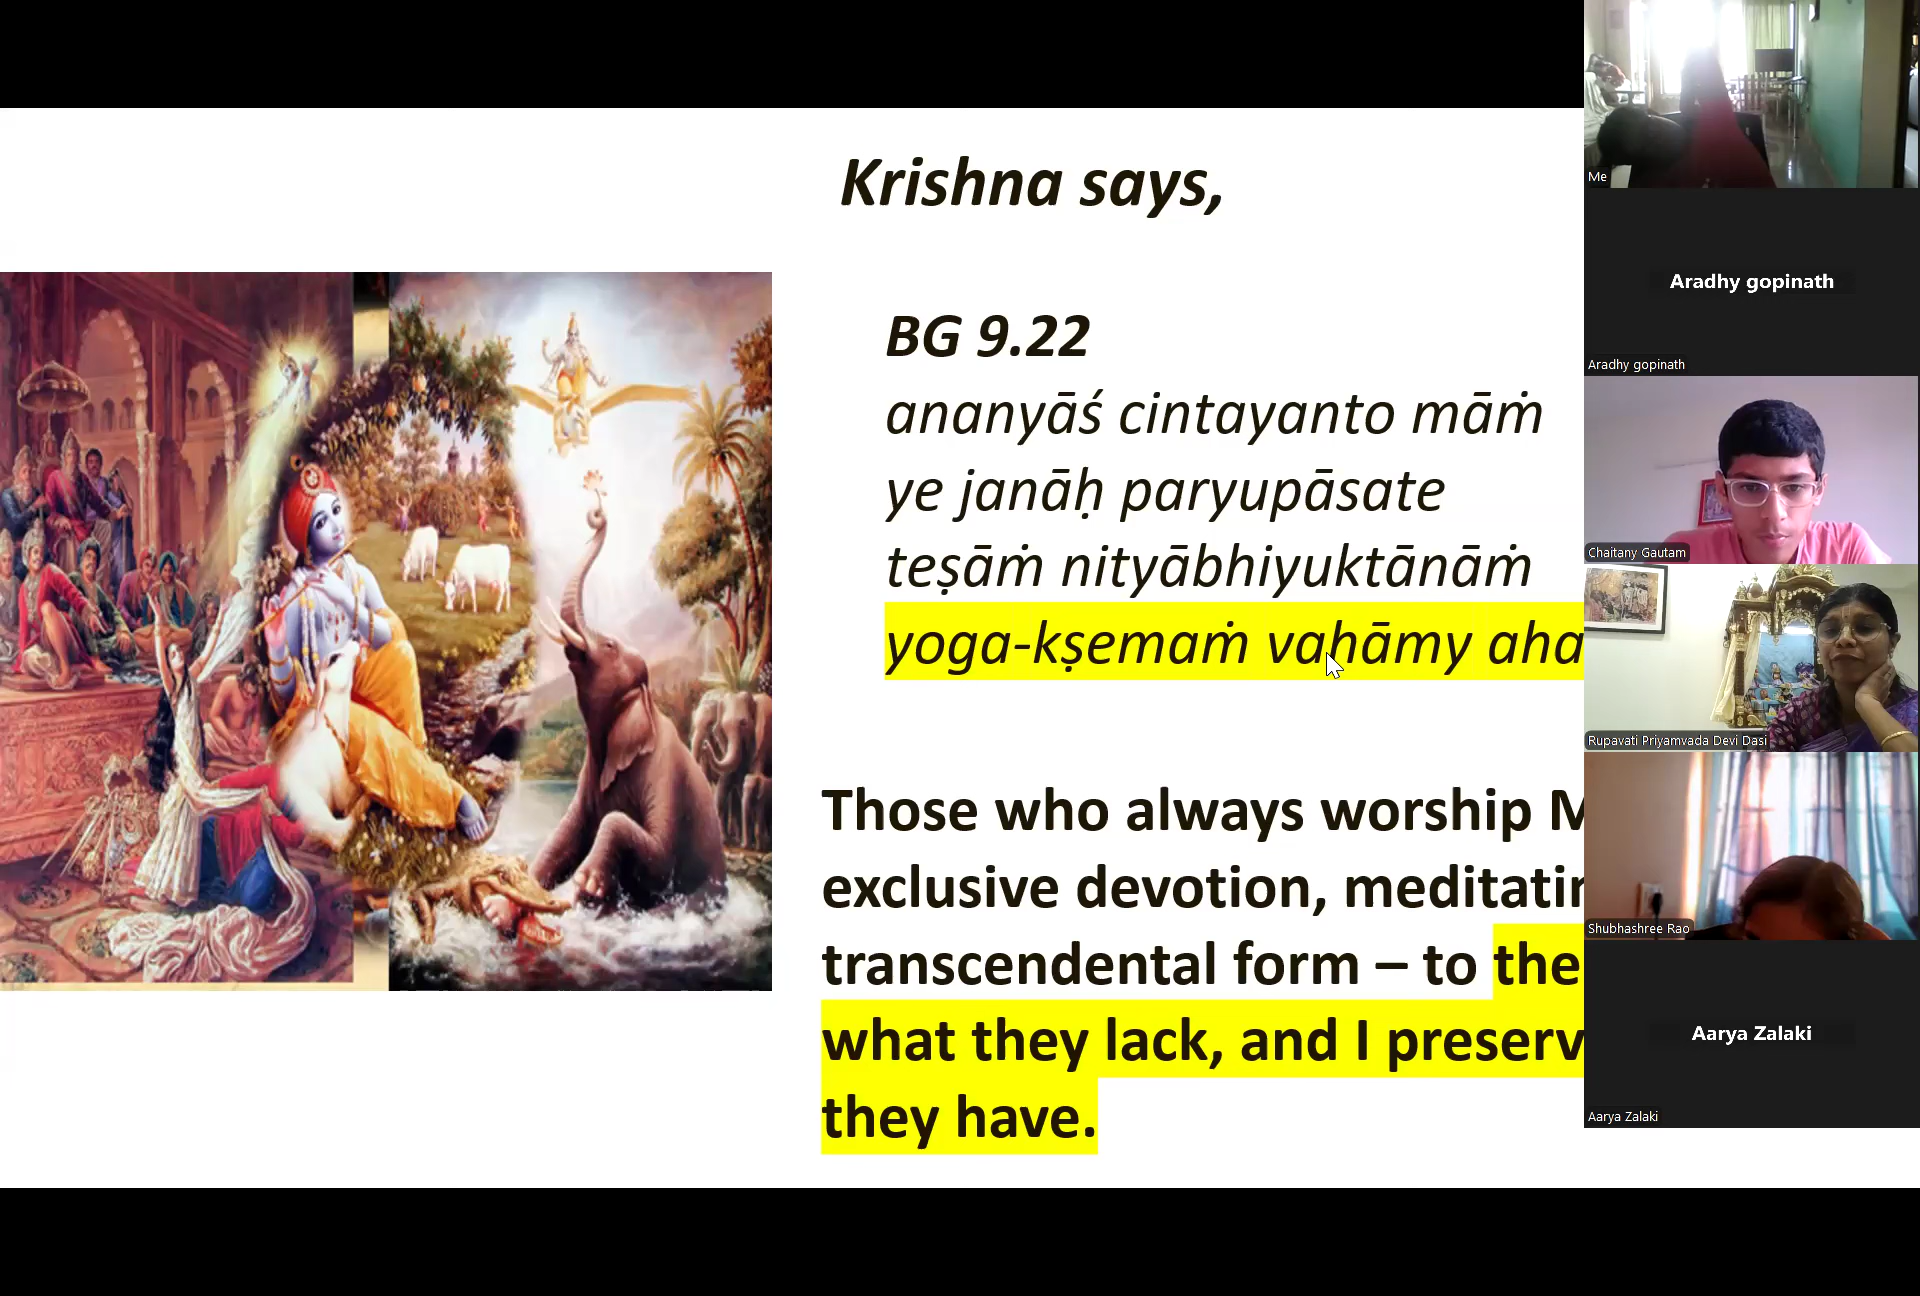 Krishna says,
BG 9.22
ananyāś cintayanto māṁ
ye janāḥ paryupāsate
teṣāṁ nityābhiyuktānāṁ
yoga-kṣemaṁ vahāmy aha
Those who always worship M
exclusive devotion, meditatin
transcendental form – to the
what they lack, and I preserv
they have.
Me
Aradhy gopinath
Aradhy gopinath
Chaitany Gautam
Rupavati Priyamvada Devi Dasi
Shubhashree Rao
Aarya Zalaki
Aarya Zalaki